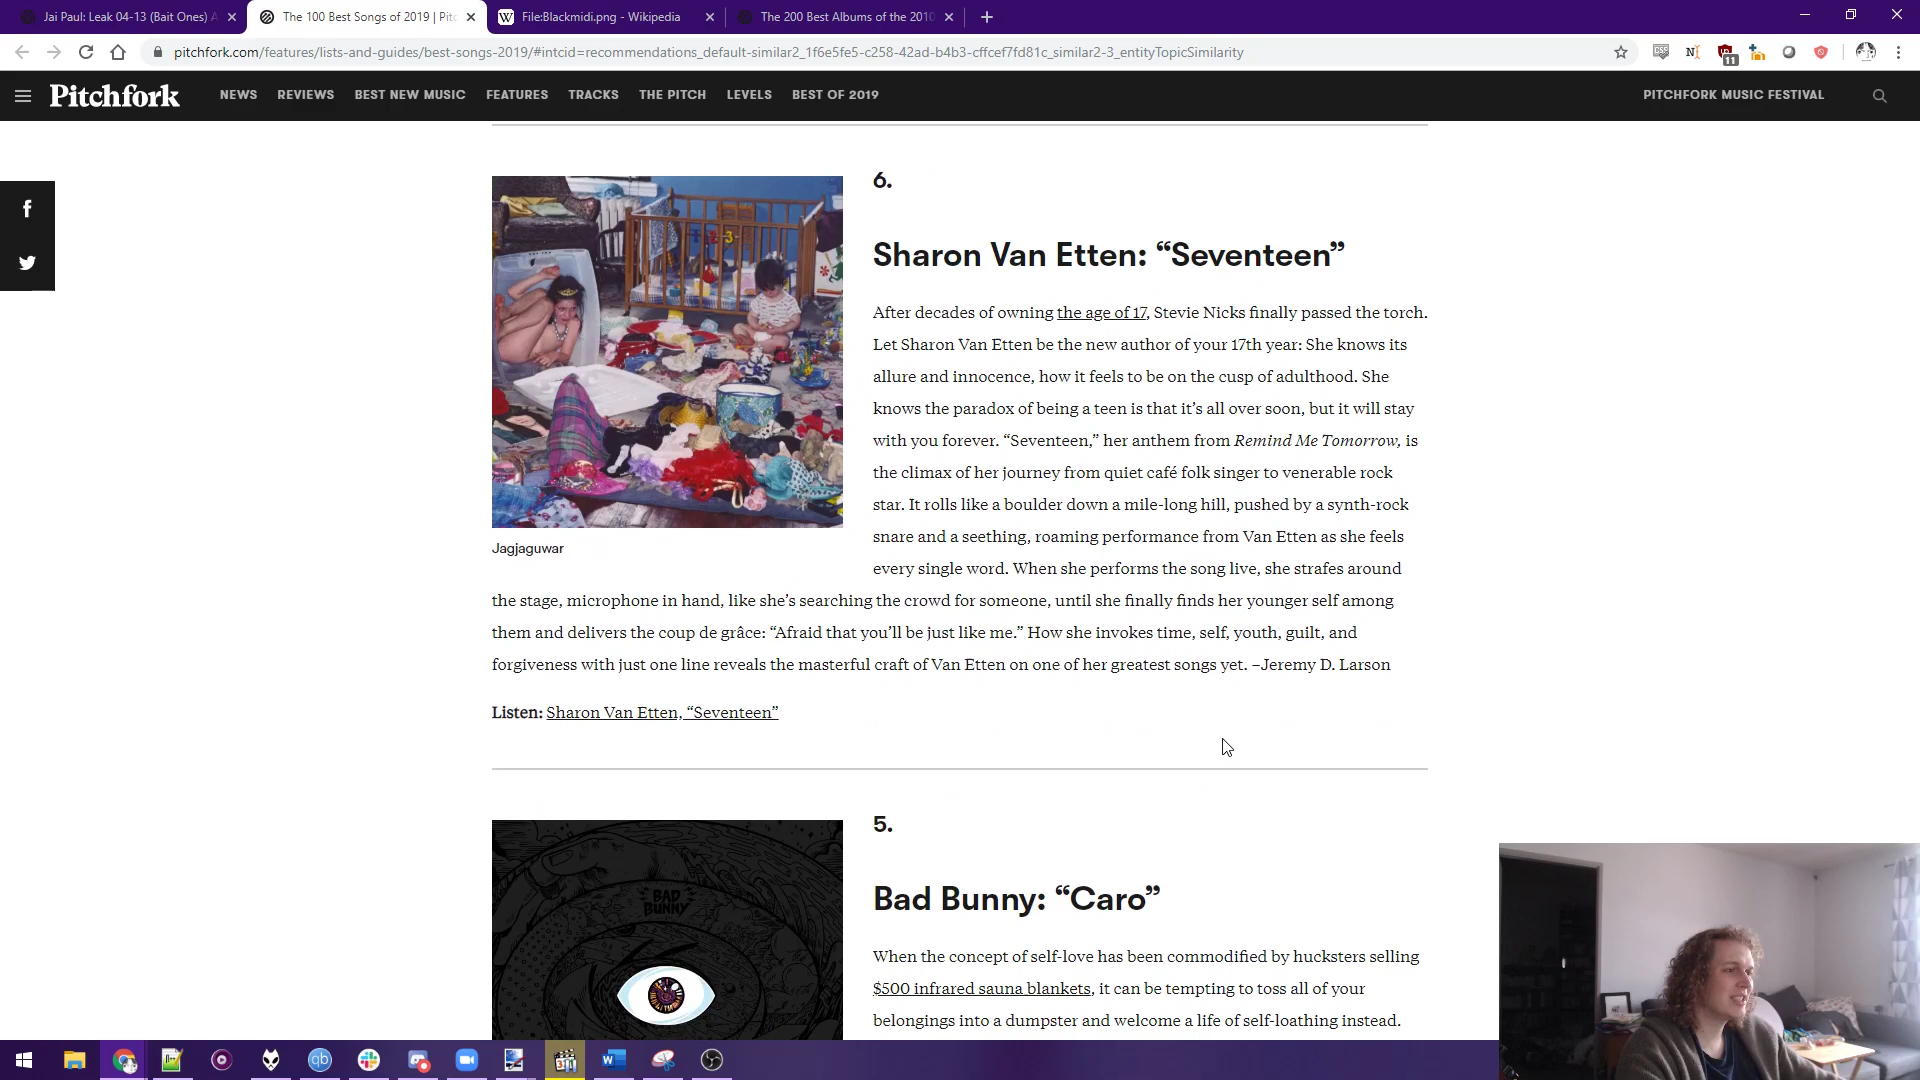 Jai Paul: Leak 04-13 (Bait Ones) A
The 100 Best Songs of 2019 | Pitc
File:Blackmidi.png - Wikipedia
The 200 Best Albums of the 2010
pitchfork.com/features/lists-and-guides/best-songs-2019/#intcid=recommendations_default-similar2_1f6e5fe5-c258-42ad-b4b3-cffcef7fd81c_similar2-3_entityTopicSimilarity
11
Pitchfork NEWS REVIEWS BEST NEW MUSIC FEATURES TRACKS THE PITCH LEVELS BEST OF 2019 PITCHFORK MUSIC FESTIVAL
6.
Sharon Van Etten: “Seventeen”
After decades of owning the age of 17, Stevie Nicks finally passed the torch.
Let Sharon Van Etten be the new author of your 17th year: She knows its
allure and innocence, how it feels to be on the cusp of adulthood. She
knows the paradox of being a teen is that it’s all over soon, but it will stay
with you forever. “Seventeen,” her anthem from Remind Me Tomorrow, is
the climax of her journey from quiet café folk singer to venerable rock
star. It rolls like a boulder down a mile-long hill, pushed by a synth-rock
snare and a seething, roaming performance from Van Etten as she feels
every single word. When she performs the song live, she strafes around
the stage, microphone in hand, like she’s searching the crowd for someone, until she finally finds her younger self among
them and delivers the coup de grâce: “Afraid that you’ll be just like me.” How she invokes time, self, youth, guilt, and
forgiveness with just one line reveals the masterful craft of Van Etten on one of her greatest songs yet. –Jeremy D. Larson
Jagjaguwar
Listen: Sharon Van Etten, “Seventeen”
5.
Bad Bunny: “Caro”
When the concept of self-love has been commodified by hucksters selling
$500 infrared sauna blankets, it can be tempting to toss all of your
belongings into a dumpster and welcome a life of self-loathing instead.
BAD
BUNNY